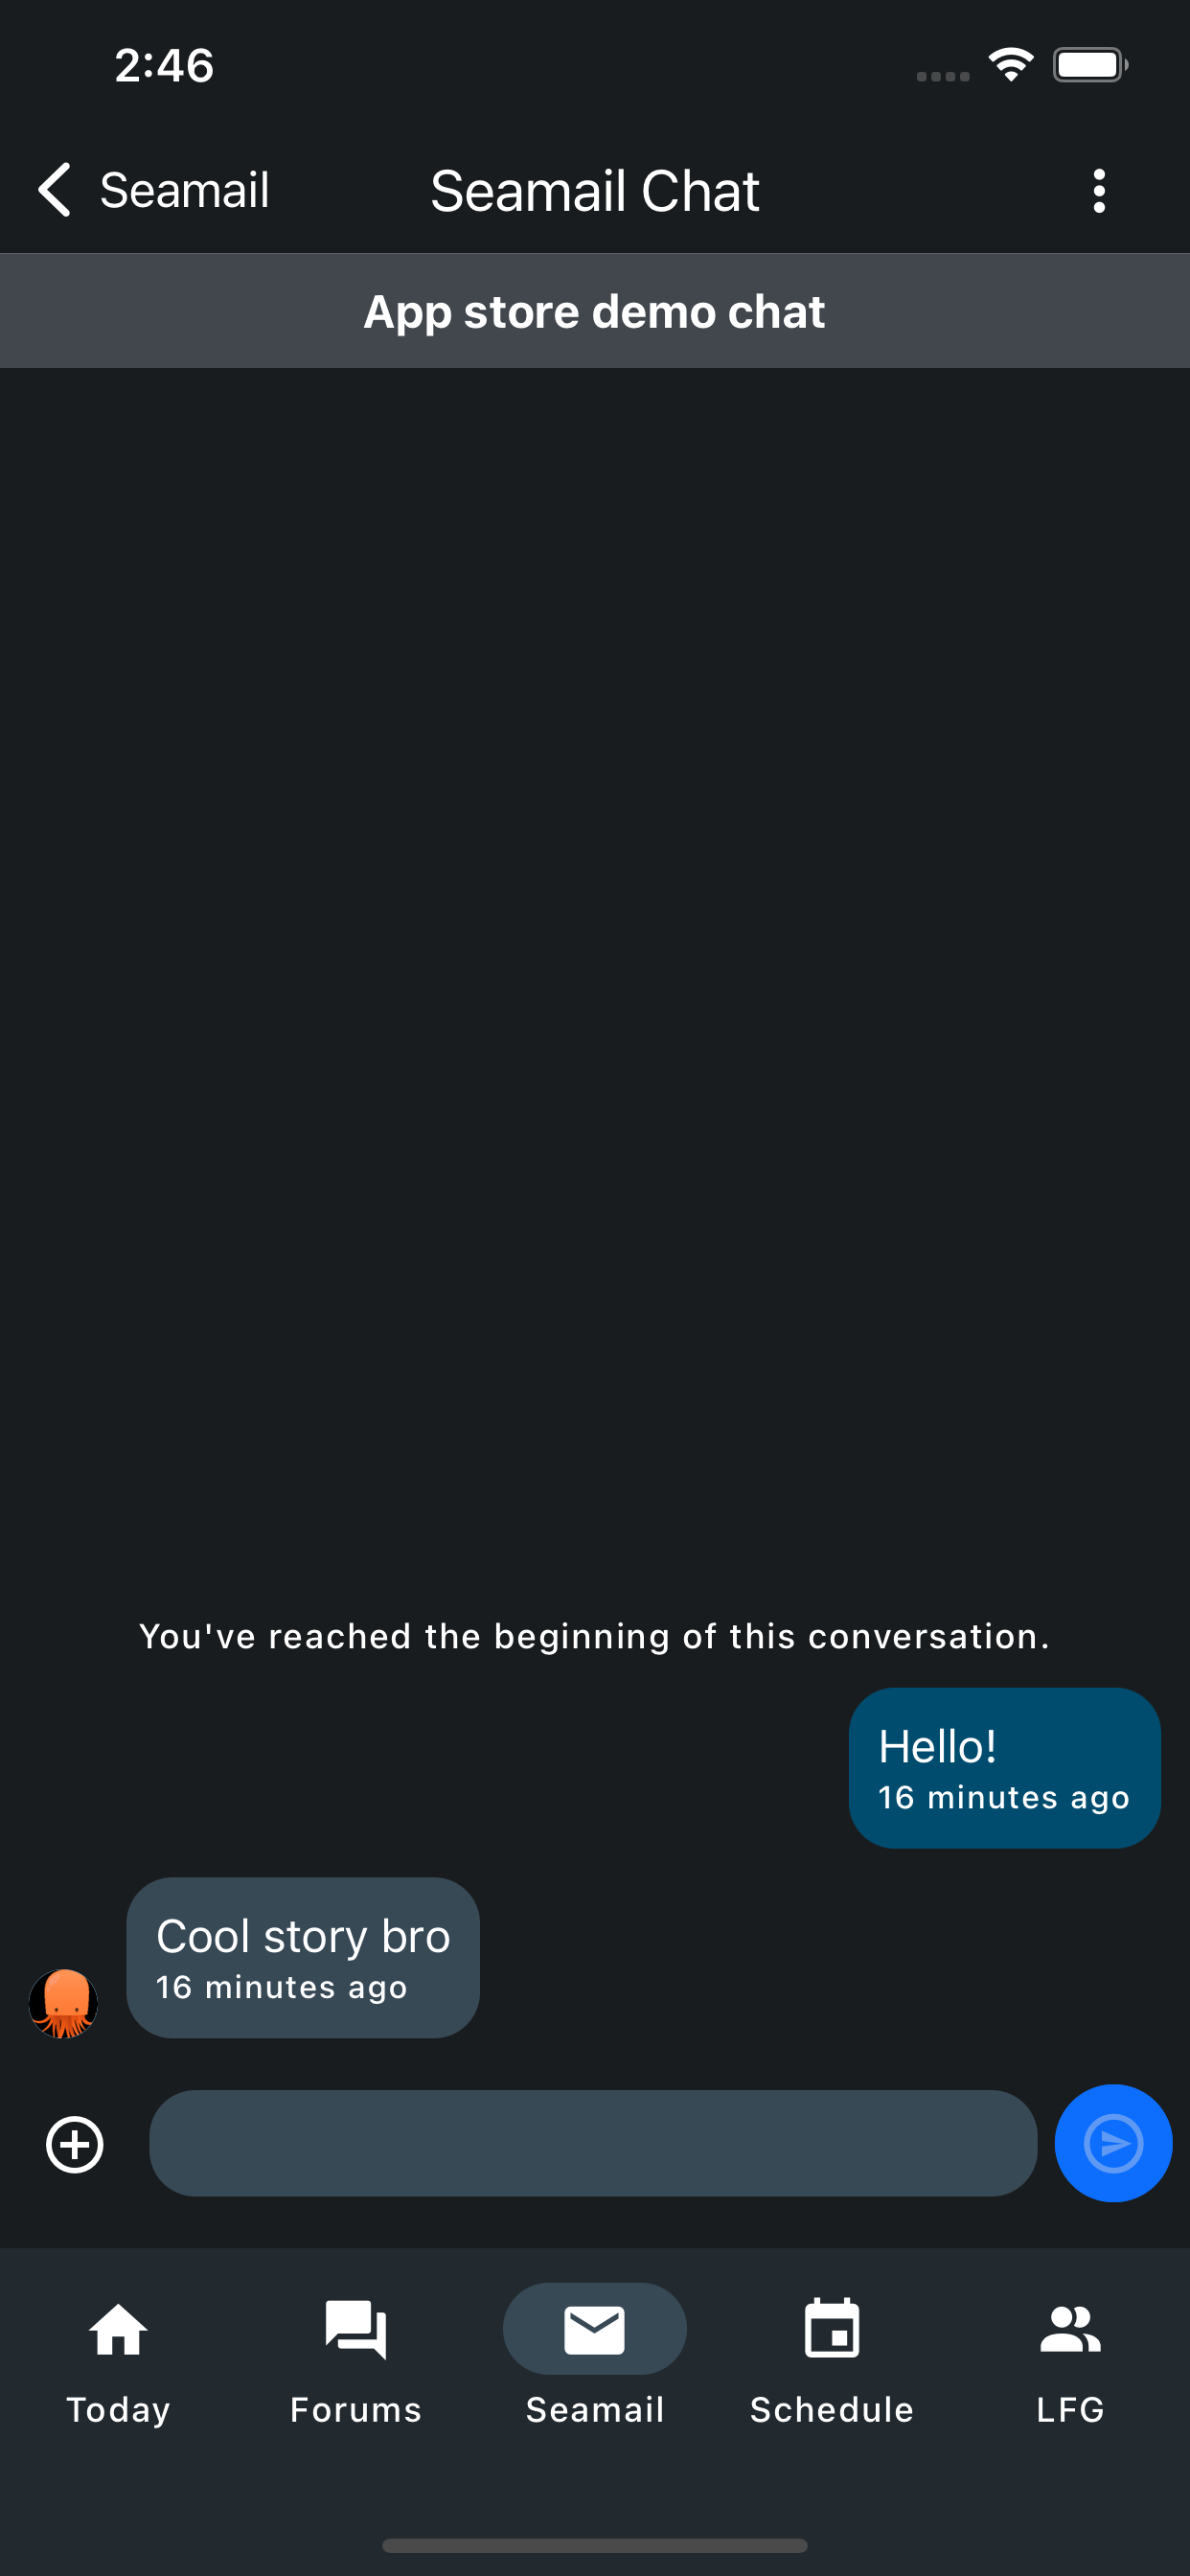 2:46
Seamail
Seamail Chat
App store demo chat
You've reached the beginning of this conversation.
Hello!
16 minutes ago
Cool story bro
16 minutes ago
Today
Forums
Seamail
Schedule
LFG